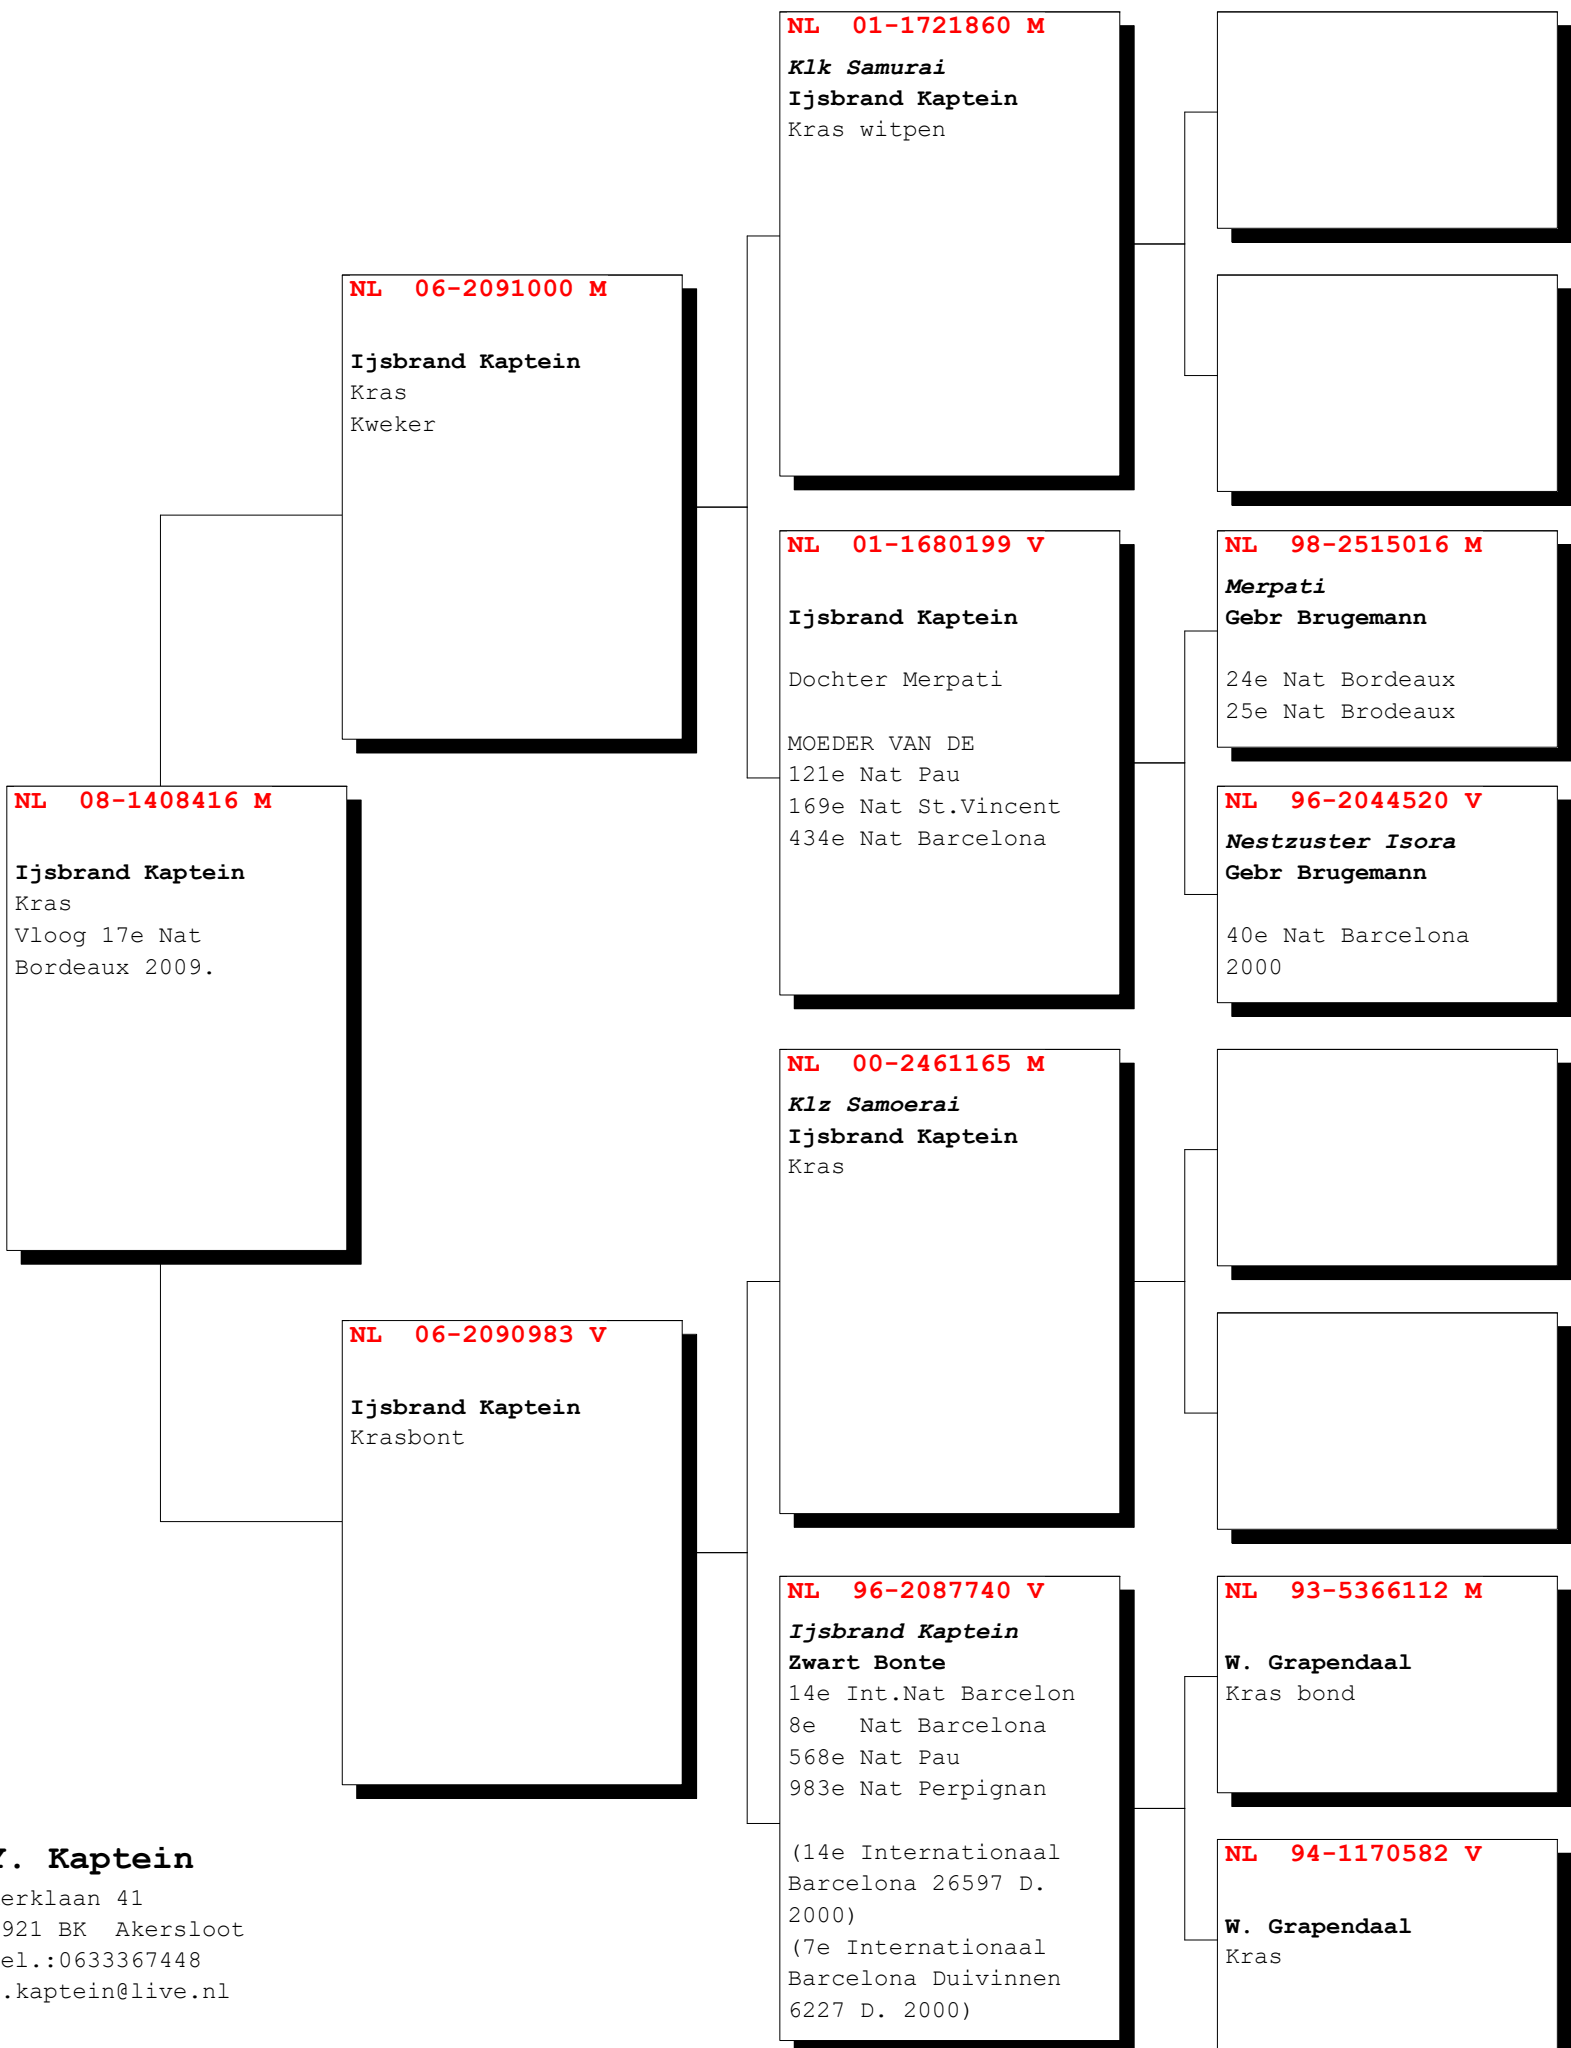 NL 01-1721860 M
Klk Samurai
Ijsbrand Kaptein
Kras witpen
NL 06-2091000 M
Ijsbrand Kaptein
Kras
Kweker
NL 01-1680199 V
Ijsbrand Kaptein
Dochter Merpati
MOEDER VAN DE
121e Nat Pau
169e Nat St.Vincent
434e Nat Barcelona
NL 98-2515016 M
Merpati
Gebr Brugemann
24e Nat Bordeaux
25e Nat Brodeaux
NL 96-2044520 V
Nestzuster Isora
Gebr Brugemann
40e Nat Barcelona
2000
NL 08-1408416 M
Ijsbrand Kaptein
Kras
Vloog 17e Nat
Bordeaux 2009.
NL 00-2461165 M
Klz Samoerai
Ijsbrand Kaptein
Kras
NL 06-2090983 V
Ijsbrand Kaptein
Krasbont
NL 96-2087740 V
Ijsbrand Kaptein
Zwart Bonte
14e Int.Nat Barcelon
8e Nat Barcelona
568e Nat Pau
983e Nat Perpignan
(14e Internationaal
Barcelona 26597 D.
2000)
(7e Internationaal
Barcelona Duivinnen
6227 D. 2000)
NL 93-5366112 M
W. Grapendaal
Kras bond
NL 94-1170582 V
W. Grapendaal
Kras
Y. Kaptein
erklaan 41
921 BK Akersloot
el.:0633367448
.kaptein@live.nl